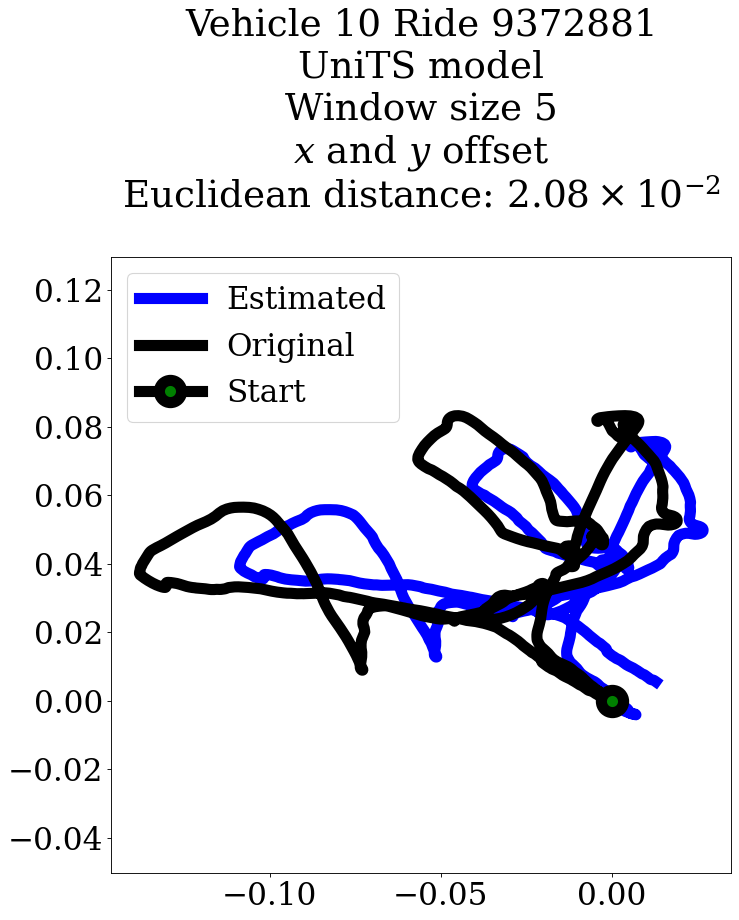 Vehicle 10 Ride 9372881
UniTS model
Window size 5
x and y offset
Euclidean distance: 2.08 × 10⁻²
Estimated
Original
Start
0.12
0.10
0.08
0.06
0.04
0.02
0.00
−0.02
−0.04
−0.10
−0.05
0.00